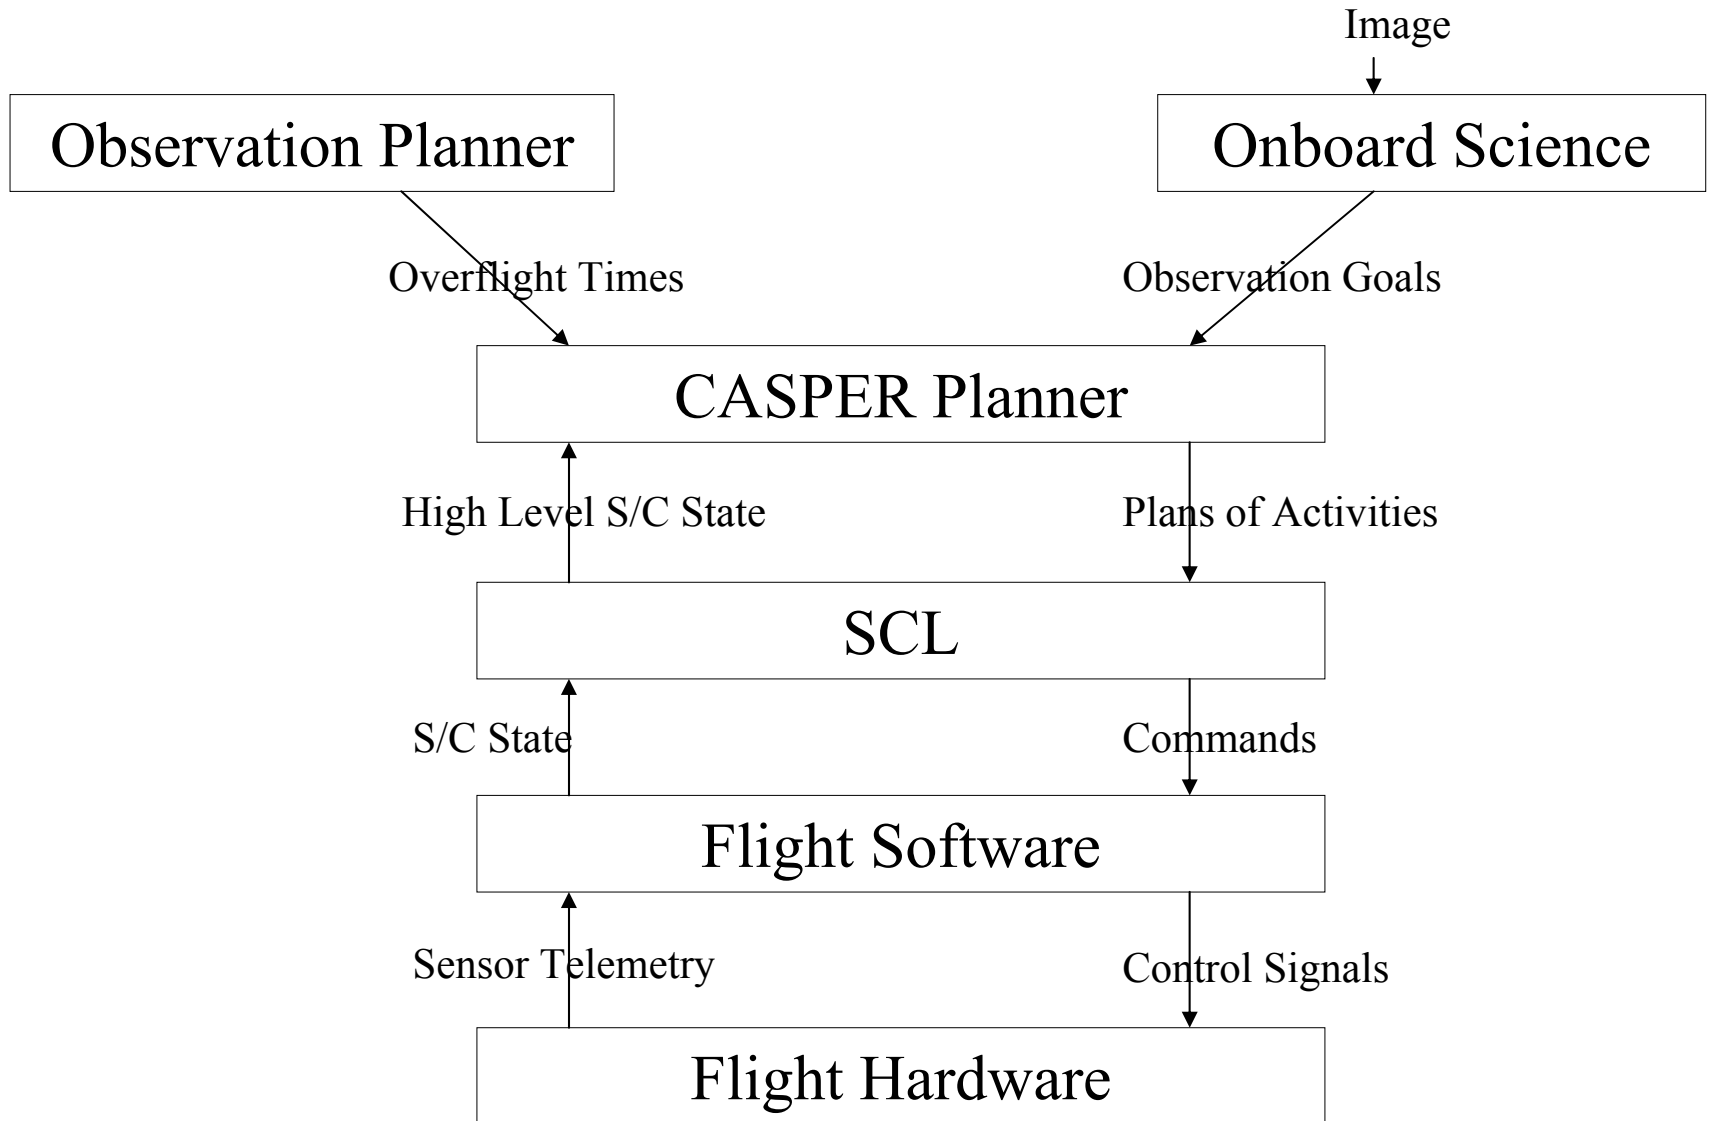 Image
Observation Planner
Onboard Science
Overflight Times
Observation Goals
CASPER Planner
High Level S/C State
Plans of Activities
SCL
S/C State
Commands
Flight Software
Sensor Telemetry
Control Signals
Flight Hardware